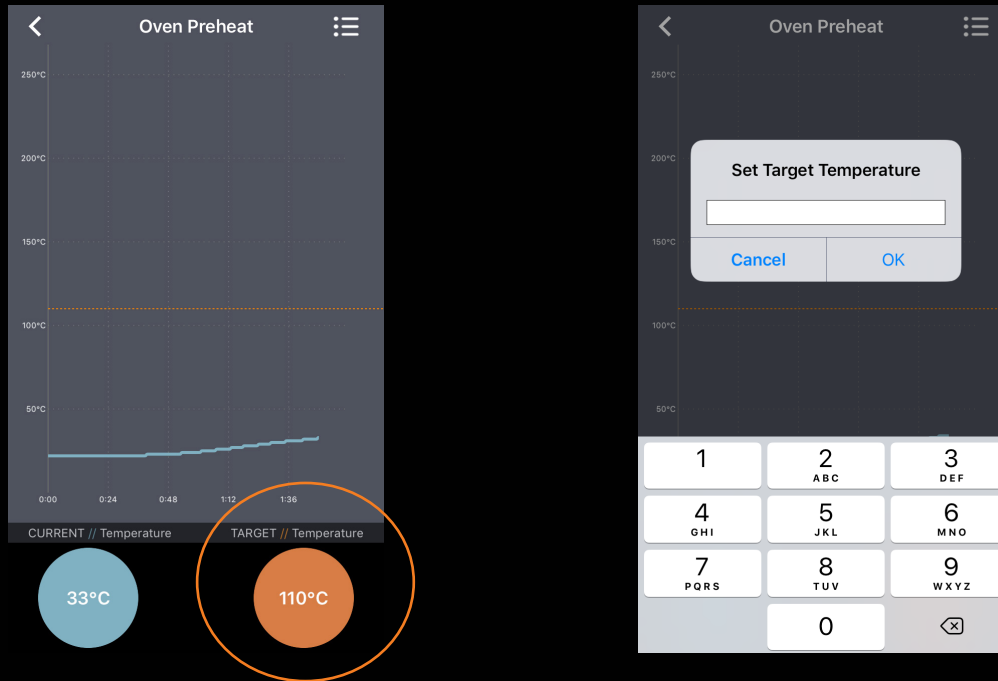 Oven Preheat
250°C
200°C
150°C
100°C
50°C
0:00 0:24 0:48 1:12 1:36
CURRENT // Temperature
TARGET // Temperature
33°C
110°C
Oven Preheat
250°C
200°C
150°C
100°C
50°C
Set Target Temperature
Cancel
OK
1
2
ABC
3
DEF
4
GHI
5
JKL
6
MNO
7
PQRS
8
TUV
9
WXYZ
0